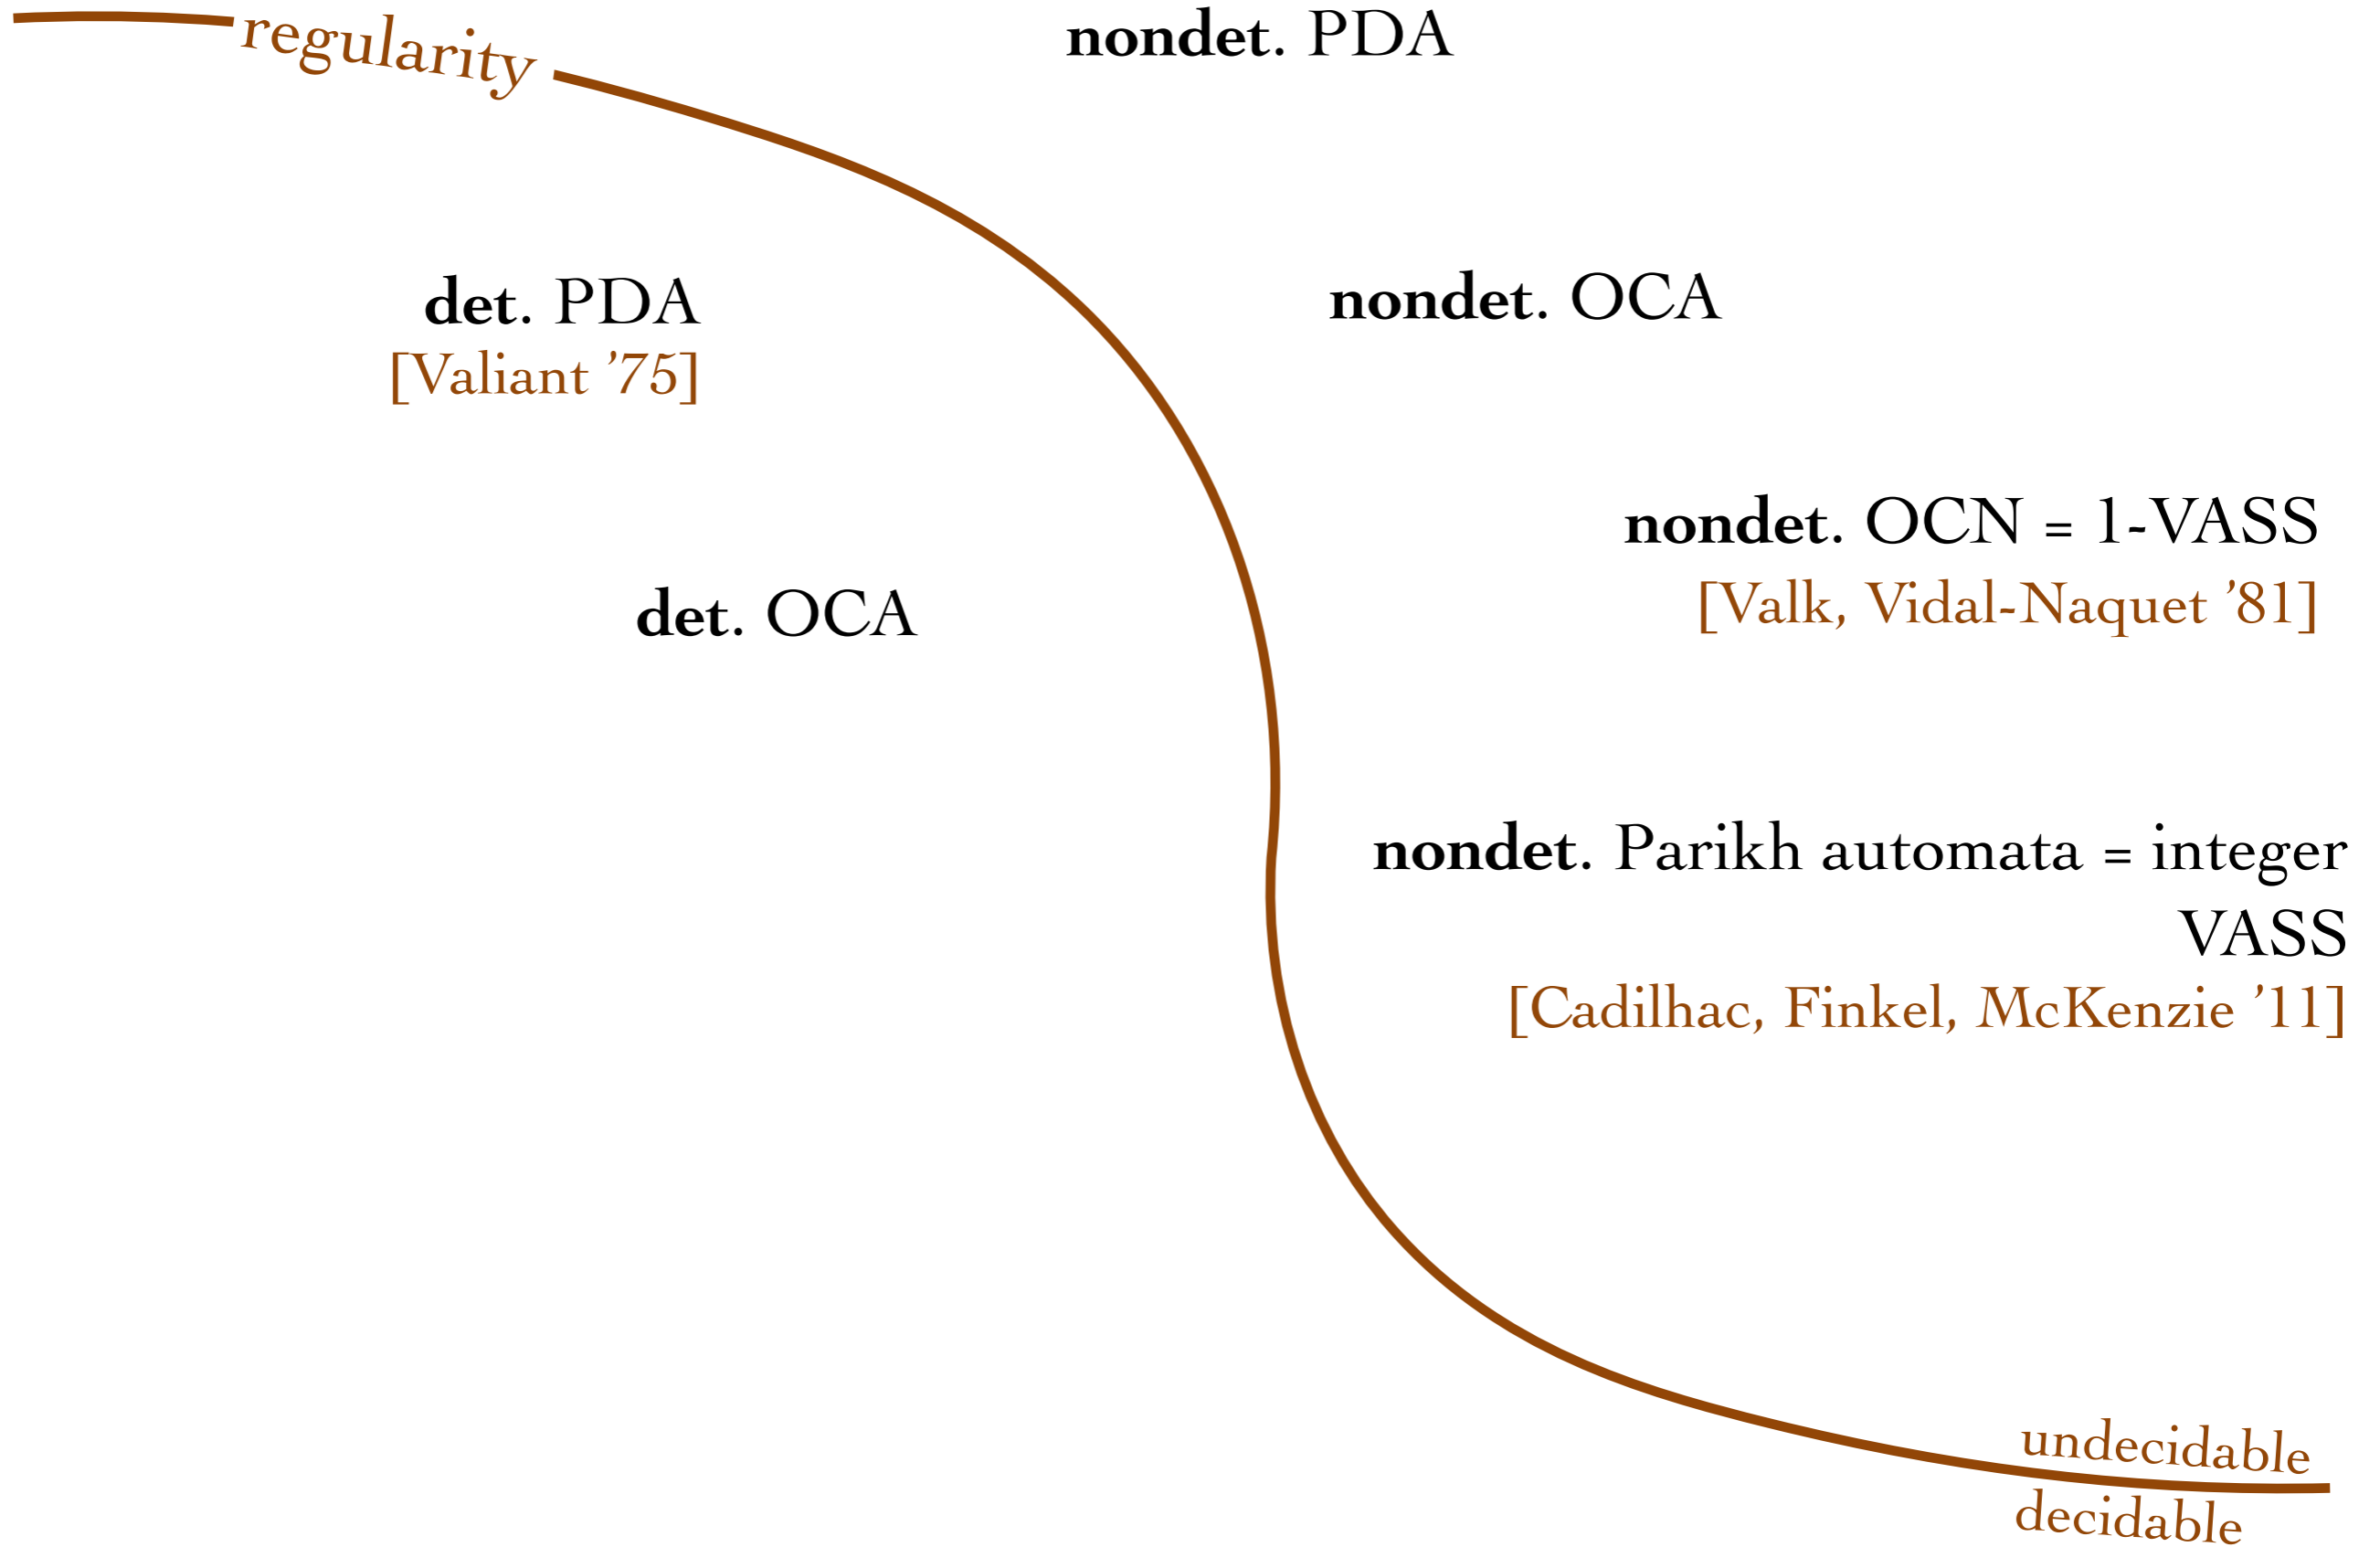 regularity
nondet. PDA
det. PDA
[Valiant ’75]
nondet. OCA
nondet. OCN = 1-VASS
[Valk, Vidal-Naquet ’81]
det. OCA
nondet. Parikh automata = integer
VASS
[Cadilhac, Finkel, McKenzie ’11]
undecidable
decidable